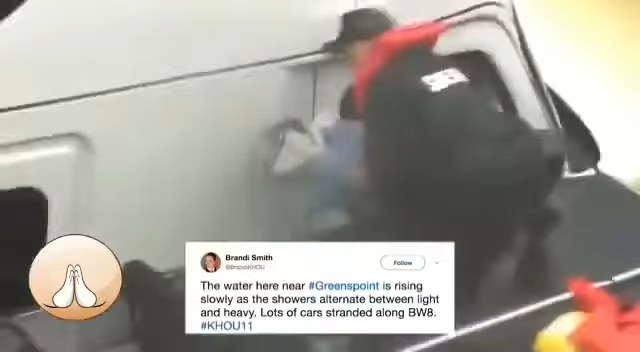 Brandi Smith
@BrandiKHOU
Follow
The water here near #Greenspoint is rising
slowly as the showers alternate between light
and heavy. Lots of cars stranded along BW8.
#KHOU11